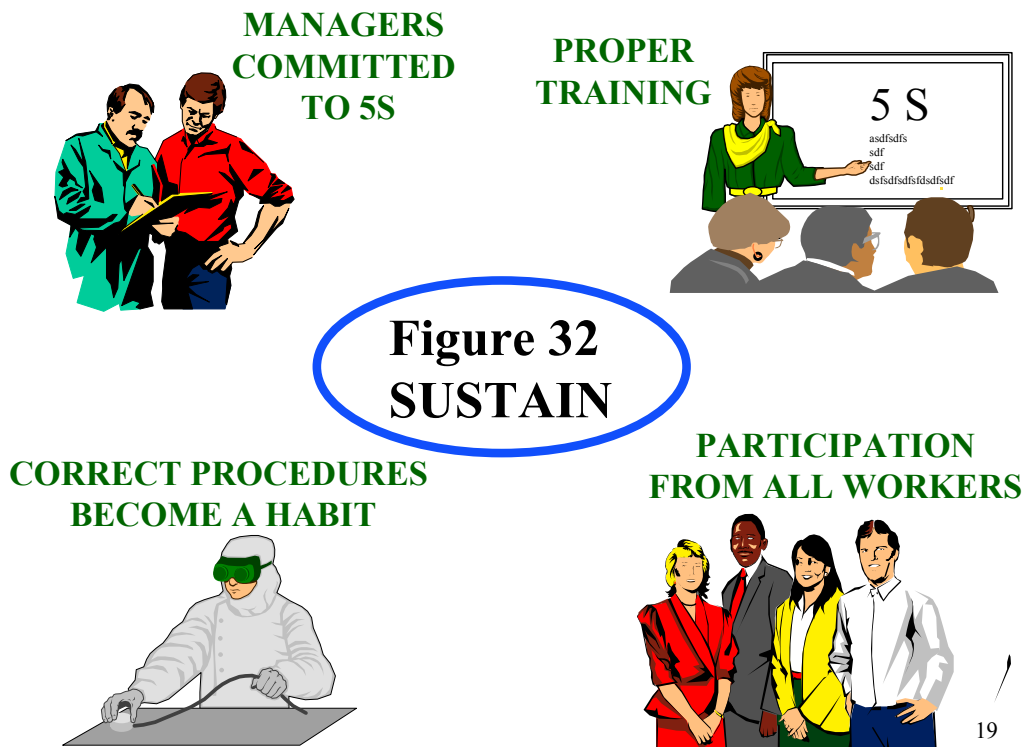 MANAGERS
COMMITTED
TO 5S
PROPER
TRAINING
5 S
asdfsdfs
sdf
sdf
dsfsdfsdfsfdsdfsdf
Figure 32
SUSTAIN
CORRECT PROCEDURES
BECOME A HABIT
PARTICIPATION
FROM ALL WORKERS
19